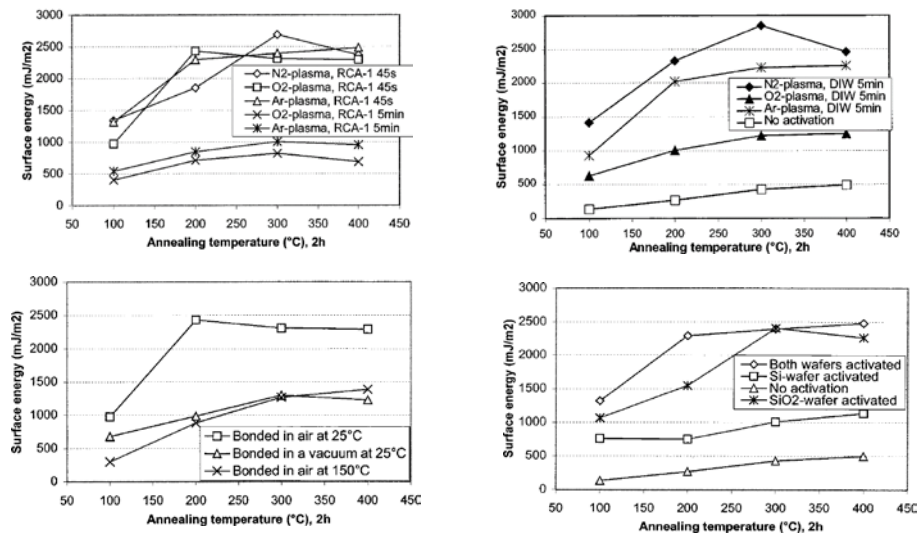 Surface energy (mJ/m2)
3000
2500
2000
1500
1000
500
0
50 100 150 200 250 300 350 400 450
Annealing temperature (°C), 2h
N2-plasma, RCA-1 45s
O2-plasma, RCA-1 45s
Ar-plasma, RCA-1 45s
O2-plasma, RCA-1 5min
Ar-plasma, RCA-1 5min
Surface energy (mJ/m2)
3000
2500
2000
1500
1000
500
0
50 100 150 200 250 300 350 400 450
Annealing temperature (°C), 2h
N2-plasma, DIW 5min
O2-plasma, DIW 5min
Ar-plasma, DIW 5min
No activation
Surface energy (mJ/m2)
3000
2500
2000
1500
1000
500
0
50 100 150 200 250 300 350 400 450
Annealing temperature (°C), 2h
Bonded in air at 25°C
Bonded in a vacuum at 25°C
Bonded in air at 150°C
Surface energy (mJ/m2)
3000
2500
2000
1500
1000
500
0
50 100 150 200 250 300 350 400 450
Annealing temperature (°C), 2h
Both wafers activated
Si-wafer activated
No activation
SiO2-wafer activated